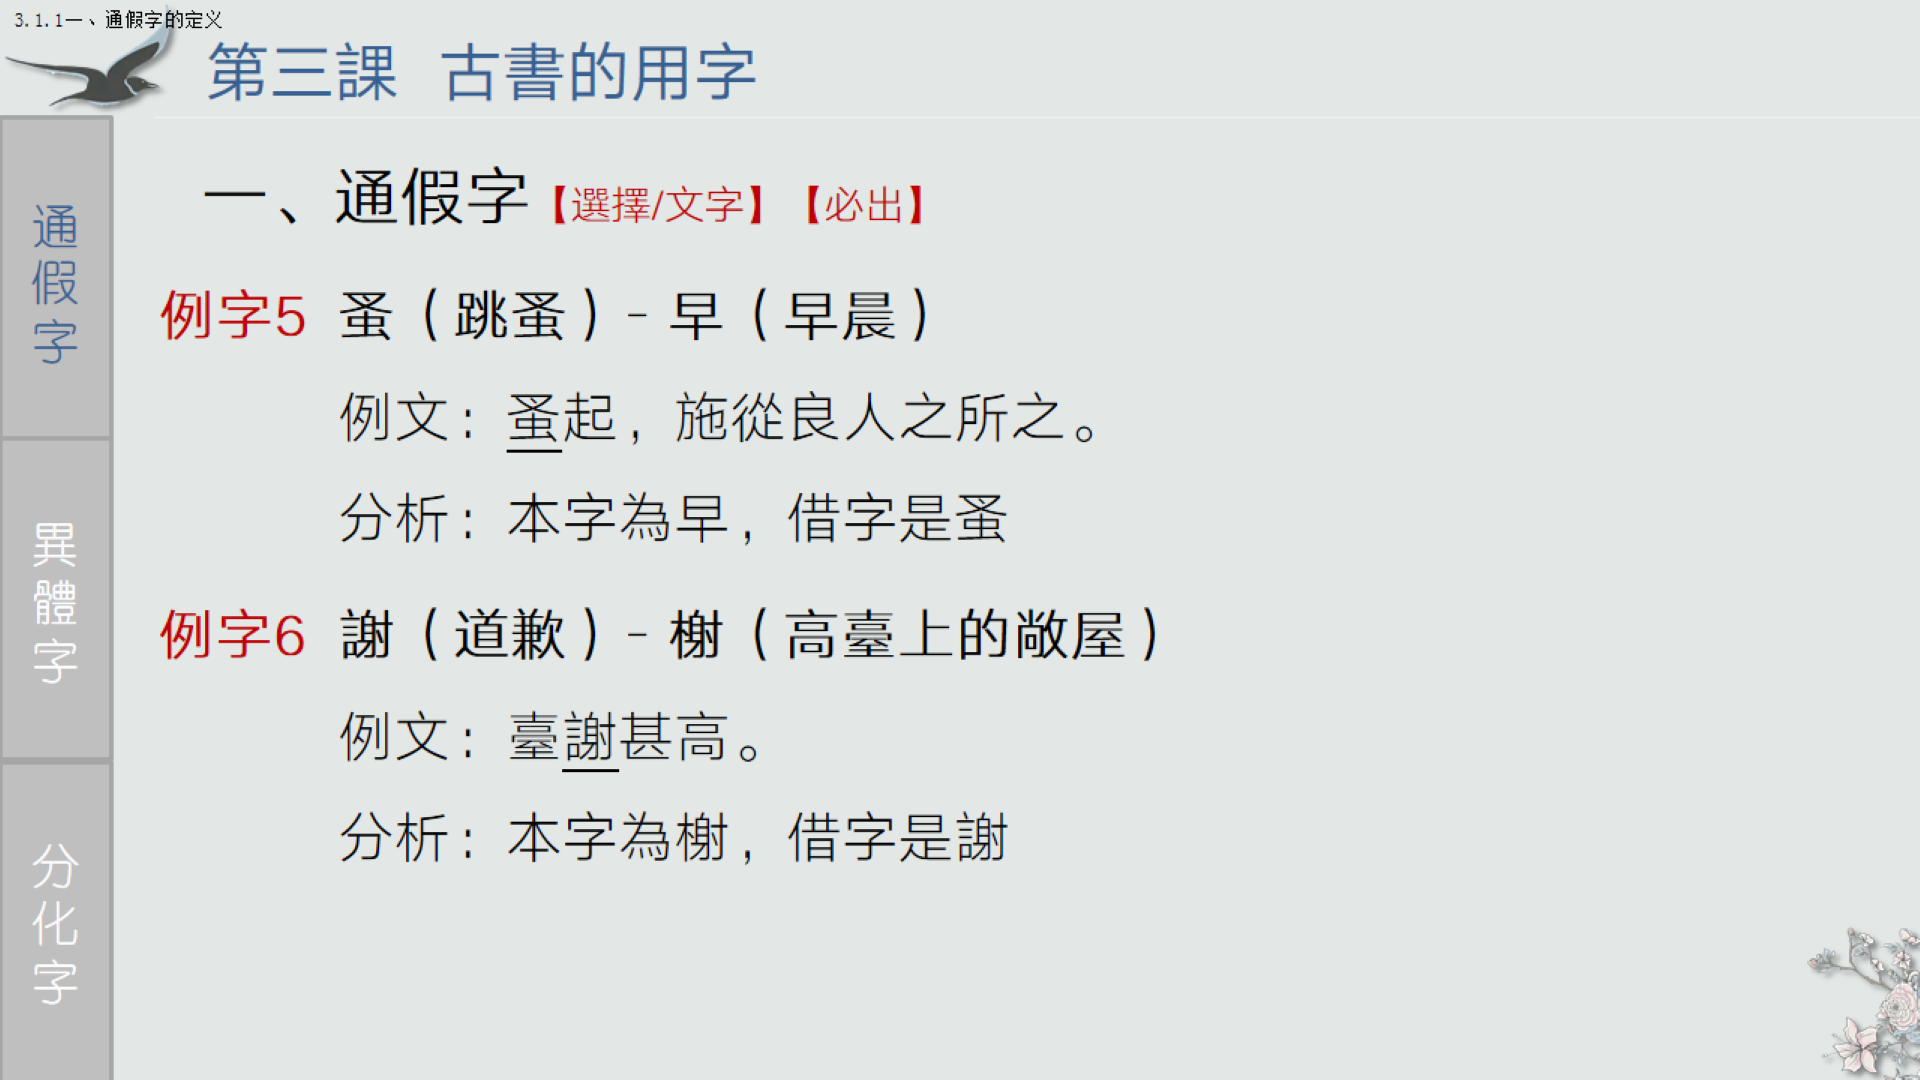 3.1.1一、通假字的定义
第三課 古書的用字
通假字
異體字
分化字
一、通假字【選擇/文字】【必出】
例字5 蚤（跳蚤）- 早（早晨）
例文：蚤起，施從良人之所之。
分析：本字為早，借字是蚤
例字6 謝（道歉）- 榭（高臺上的敞屋）
例文：臺謝甚高。
分析：本字為榭，借字是謝